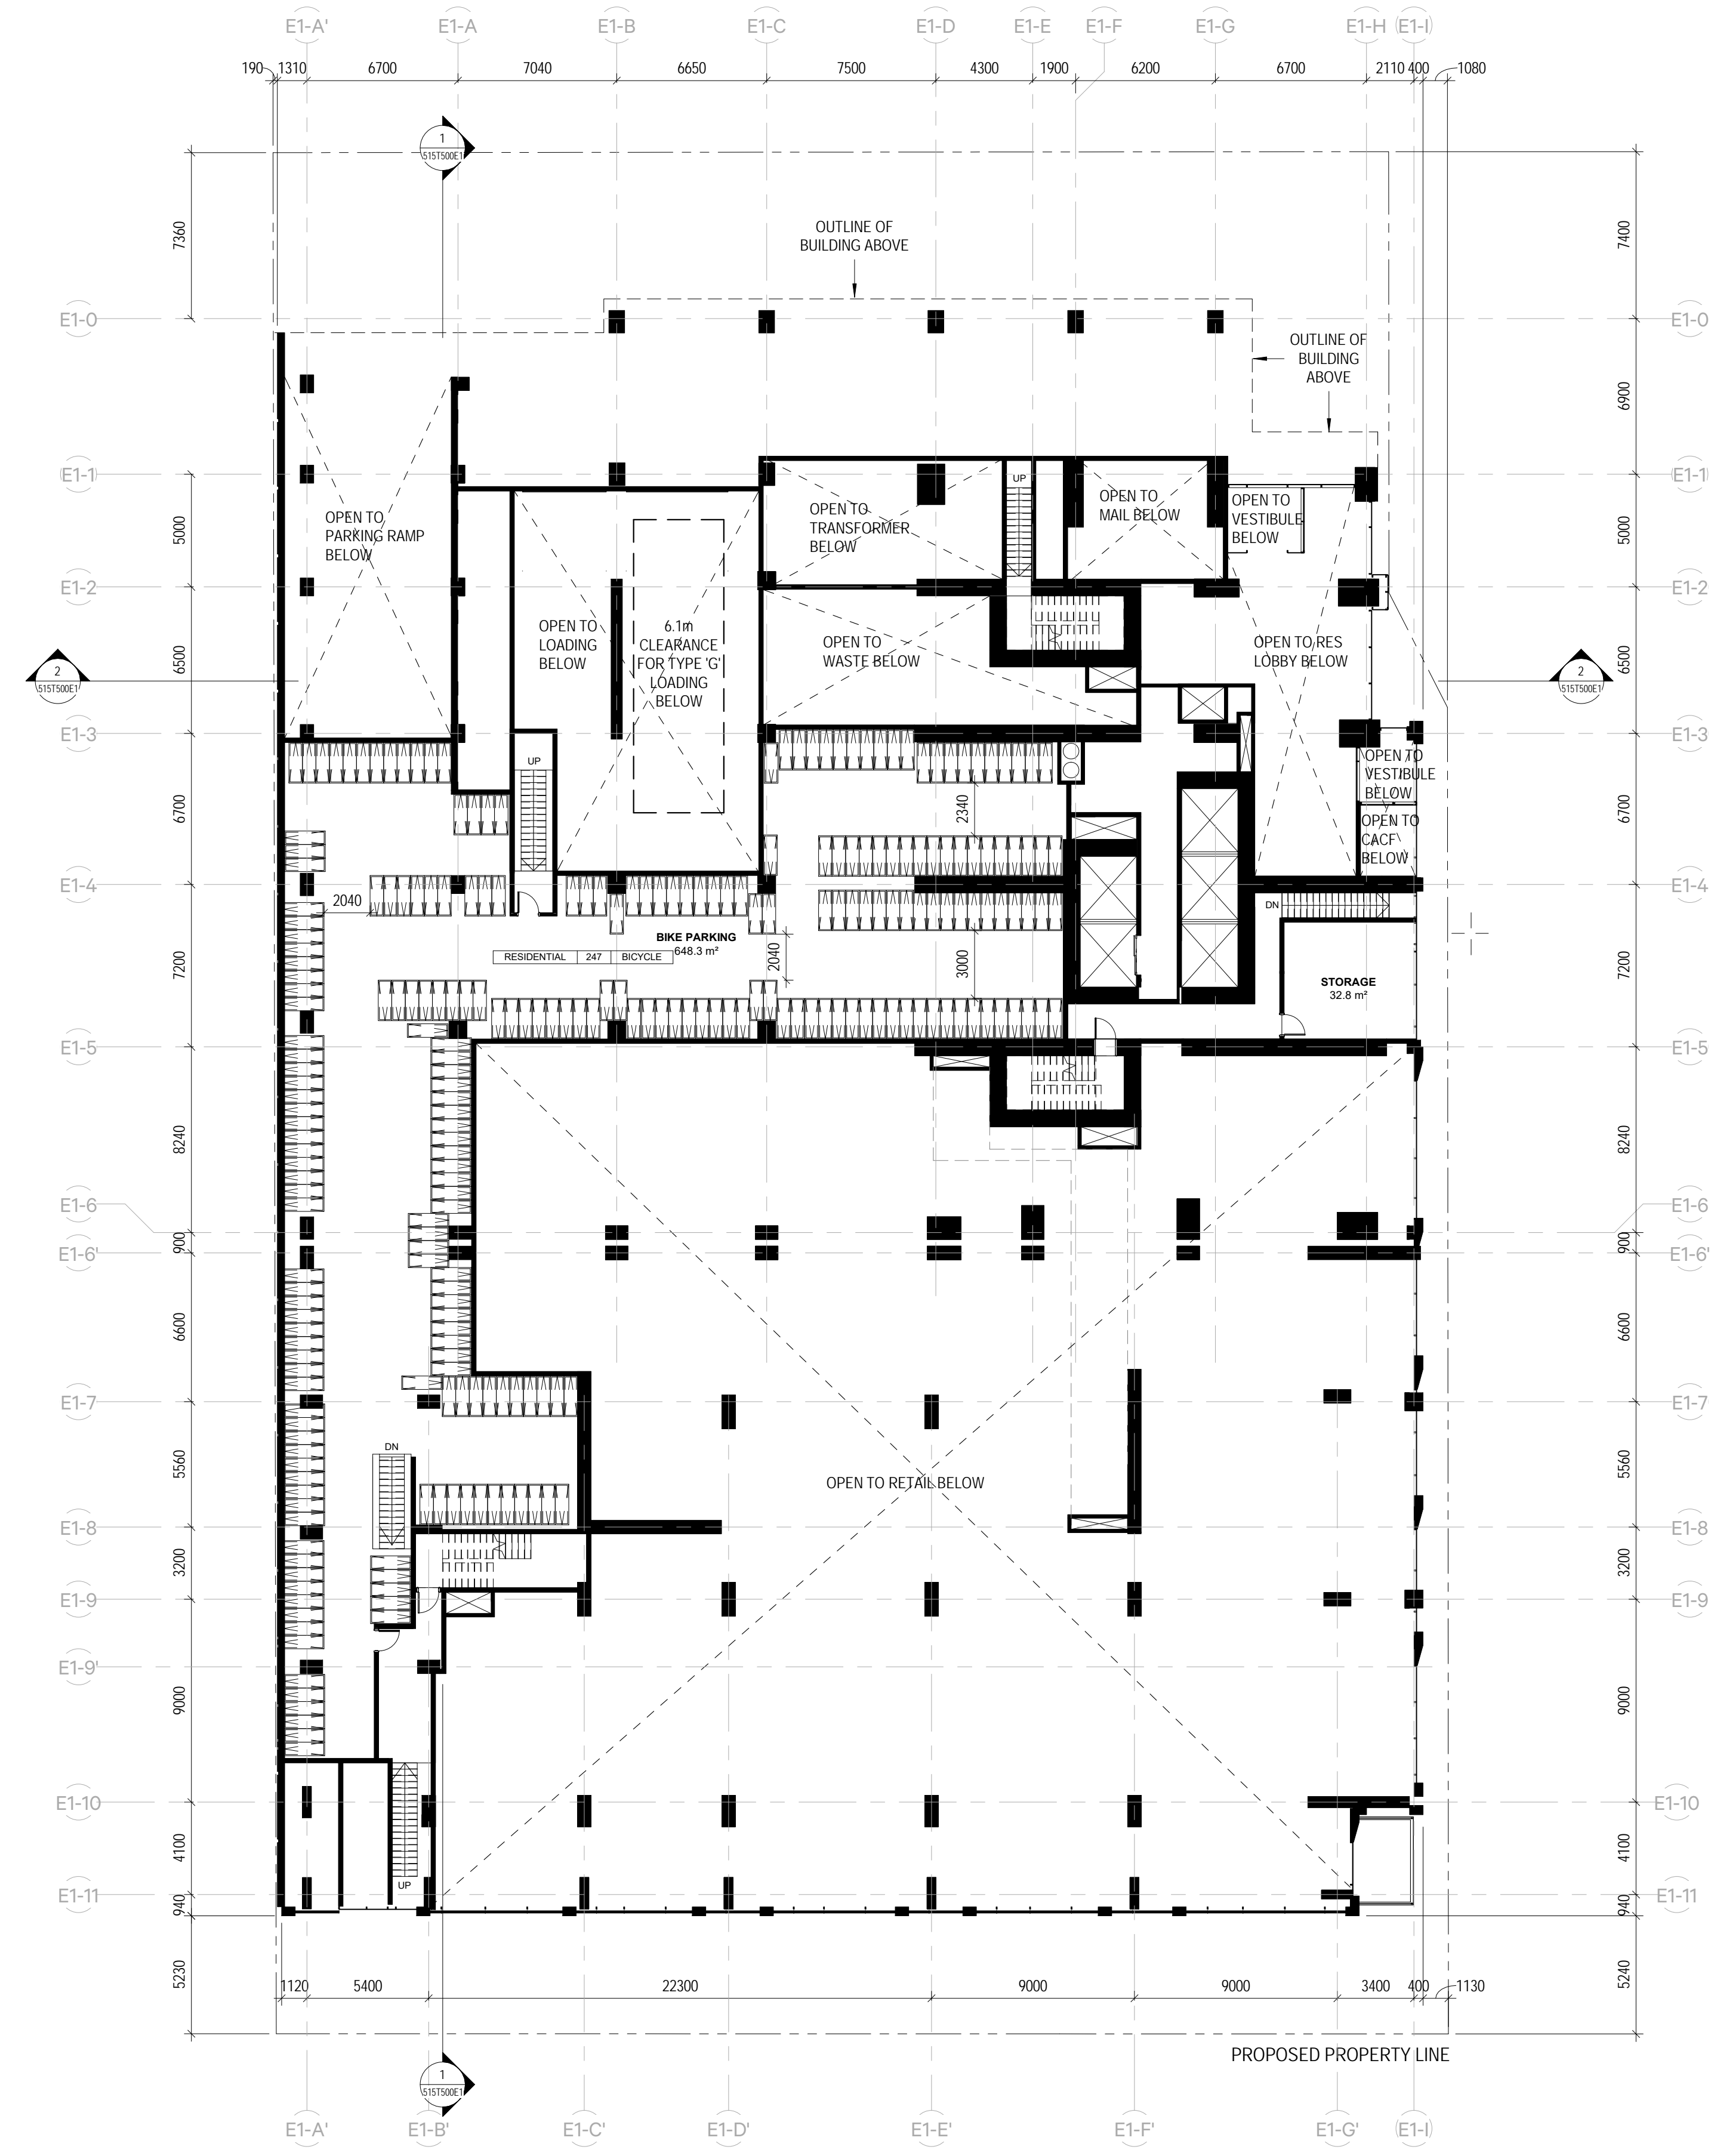 E1-A' E1-A E1-B E1-C E1-D E1-E E1-F E1-G E1-H (E1-I)
190 1310 6700 7040 6650 7500 4300 1900 6200 6700 2110 400 1080
1
515T500E1
7360
7400
OUTLINE OF
BUILDING ABOVE
E1-0
E1-0
OUTLINE OF
BUILDING
ABOVE
6900
(E1-1)
(E1-1)
UP
OPEN TO
PARKING RAMP
BELOW
OPEN TO
TRANSFORMER
BELOW
OPEN TO
MAIL BELOW
OPEN TO
VESTIBULE
BELOW
5000
5000
E1-2
E1-2
OPEN TO
LOADING
BELOW
6.1m
CLEARANCE
FOR TYPE 'G'
LOADING
BELOW
OPEN TO
WASTE BELOW
OPEN TO RES
LOBBY BELOW
6500
6500
2
515T500E1
2
515T500E1
E1-3
E1-3
UP
OPEN TO
VESTIBULE
BELOW
OPEN TO
CACF
BELOW
6700
2340
6700
E1-4
E1-4
2040
DN
BIKE PARKING
648.3 m²
RESIDENTIAL 247 BICYCLE
2040
3000
7200
7200
STORAGE
32.8 m²
E1-5
E1-5
8240
8240
E1-6
E1-6
900
900
E1-6'
E1-6'
6600
6600
E1-7
E1-7
DN
5560
5560
OPEN TO RETAIL BELOW
E1-8
E1-8
3200
3200
E1-9
E1-9
E1-9'
9000
9000
E1-10
E1-10
4100
4100
UP
E1-11
E1-11
940
940
5230
5240
1120 5400 22300 9000 9000 3400 400 1130
PROPOSED PROPERTY LINE
1
515T500E1
E1-A' E1-B' E1-C' E1-D' E1-E' E1-F' E1-G' (E1-I)